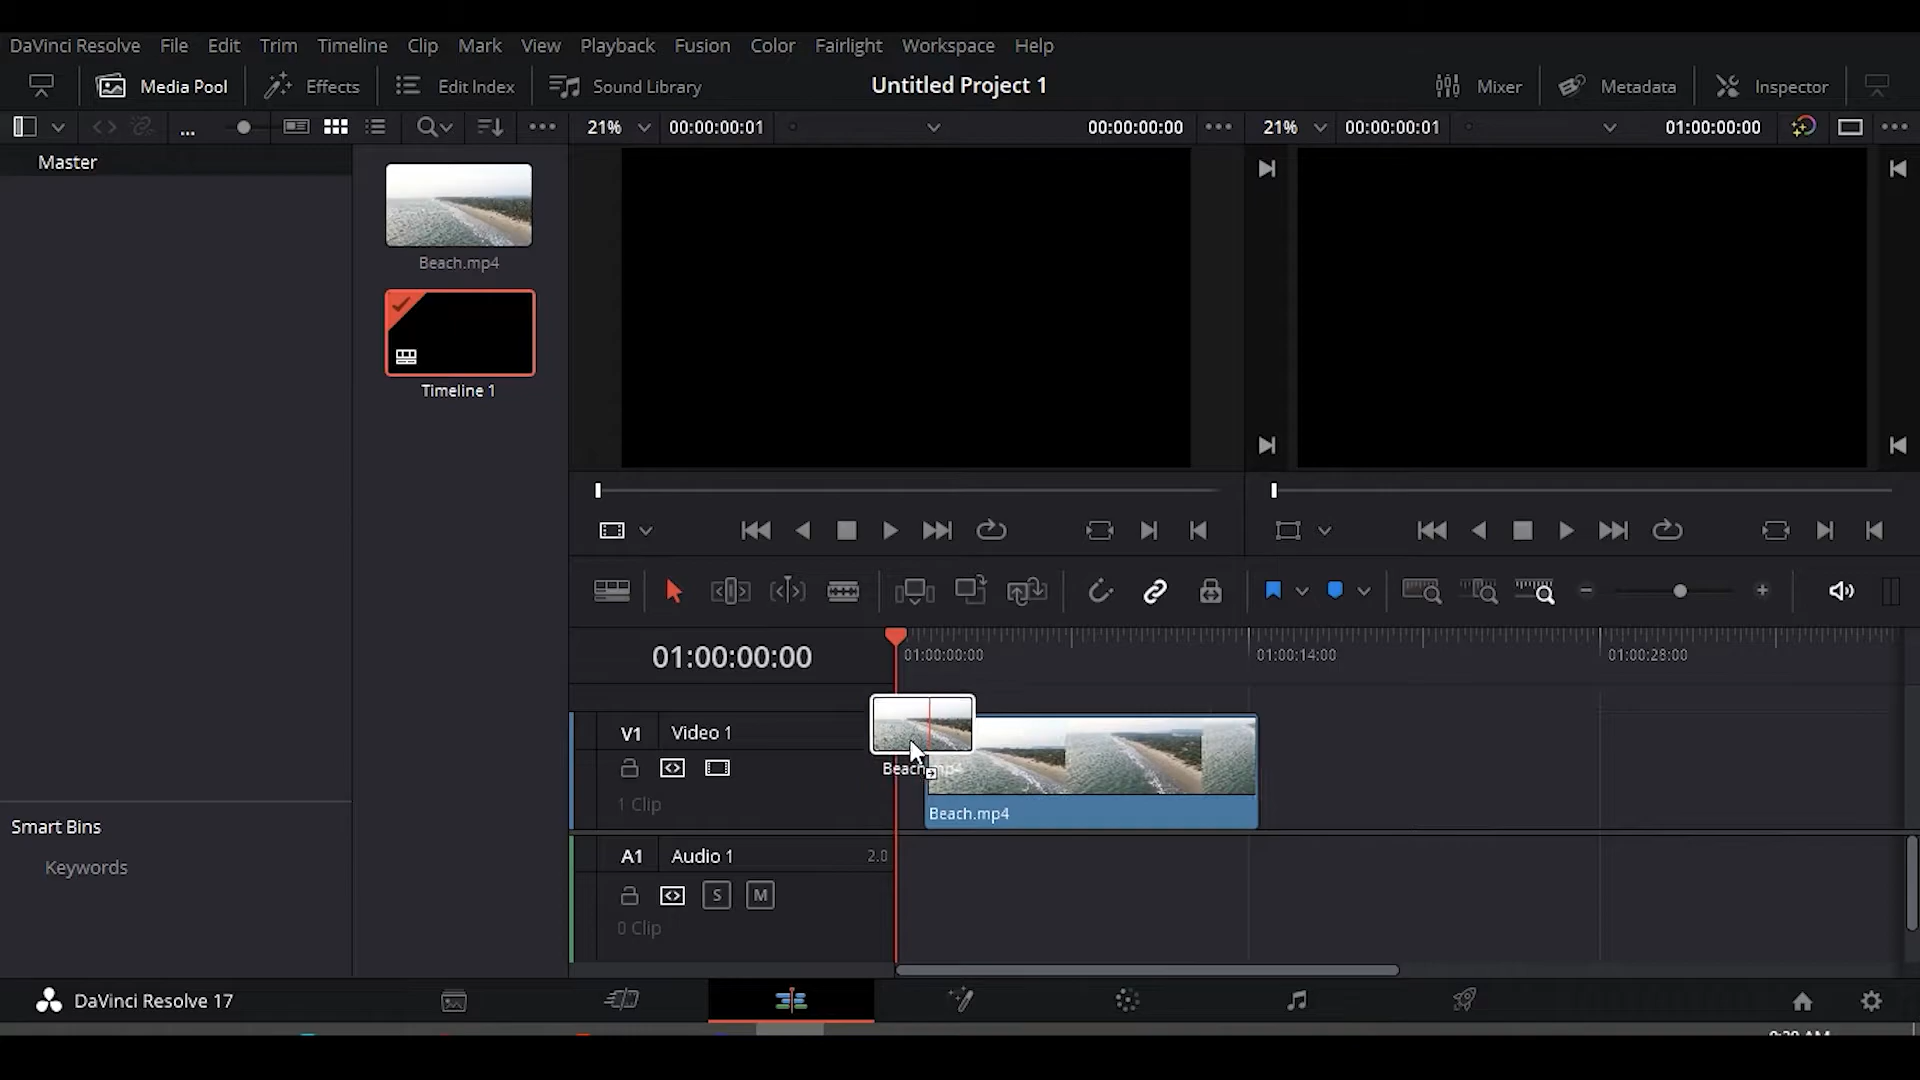 DaVinci Resolve File Edit Trim Timeline Clip Mark View Playback Fusion Color Fairlight Workspace Help
Media Pool Effects Edit Index Sound Library Untitled Project 1 Mixer Metadata Inspector
... 21% 00:00:00:01 00:00:00:00 21% 00:00:00:01 01:00:00:00
Master
Beach.mp4
Timeline 1
01:00:00:00 01:00:00:00 01:00:14:00 01:00:28:00
V1 Video 1
1 Clip
Beach.mp4
Beach.mp4
A1 Audio 1 2.0
S M
0 Clip
Smart Bins
Keywords
DaVinci Resolve 17